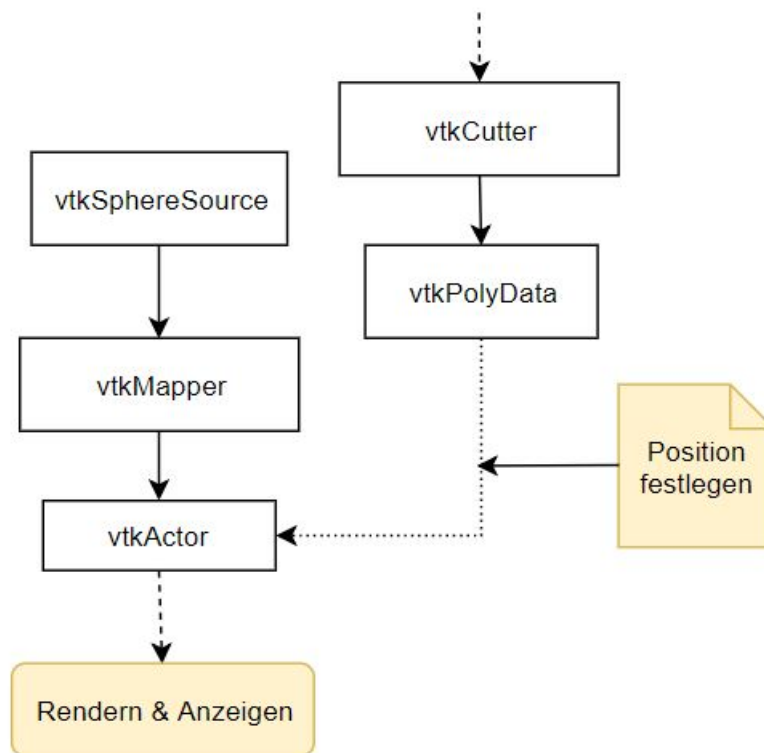 vtkCutter
vtkSphereSource
vtkPolyData
vtkMapper
Position
festlegen
vtkActor
Rendern & Anzeigen